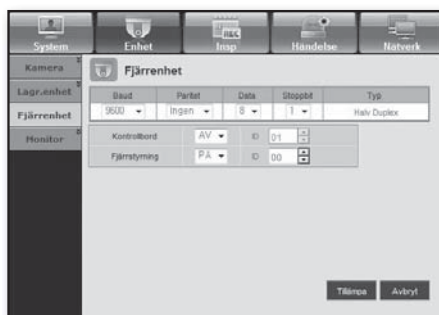 System Enhet Insp Händelse Nätverk
REC
Kamera
Fjärrenhet
Lagr.enhet
Baud Paritet Data Stoppbit Typ
9600 Ingen 8 1 Halv Duplex
Fjärrenhet
Kontrollbord AV ID 01
Monitor
Fjärrstyrning PÅ ID 00
Tillämpa Avbryt